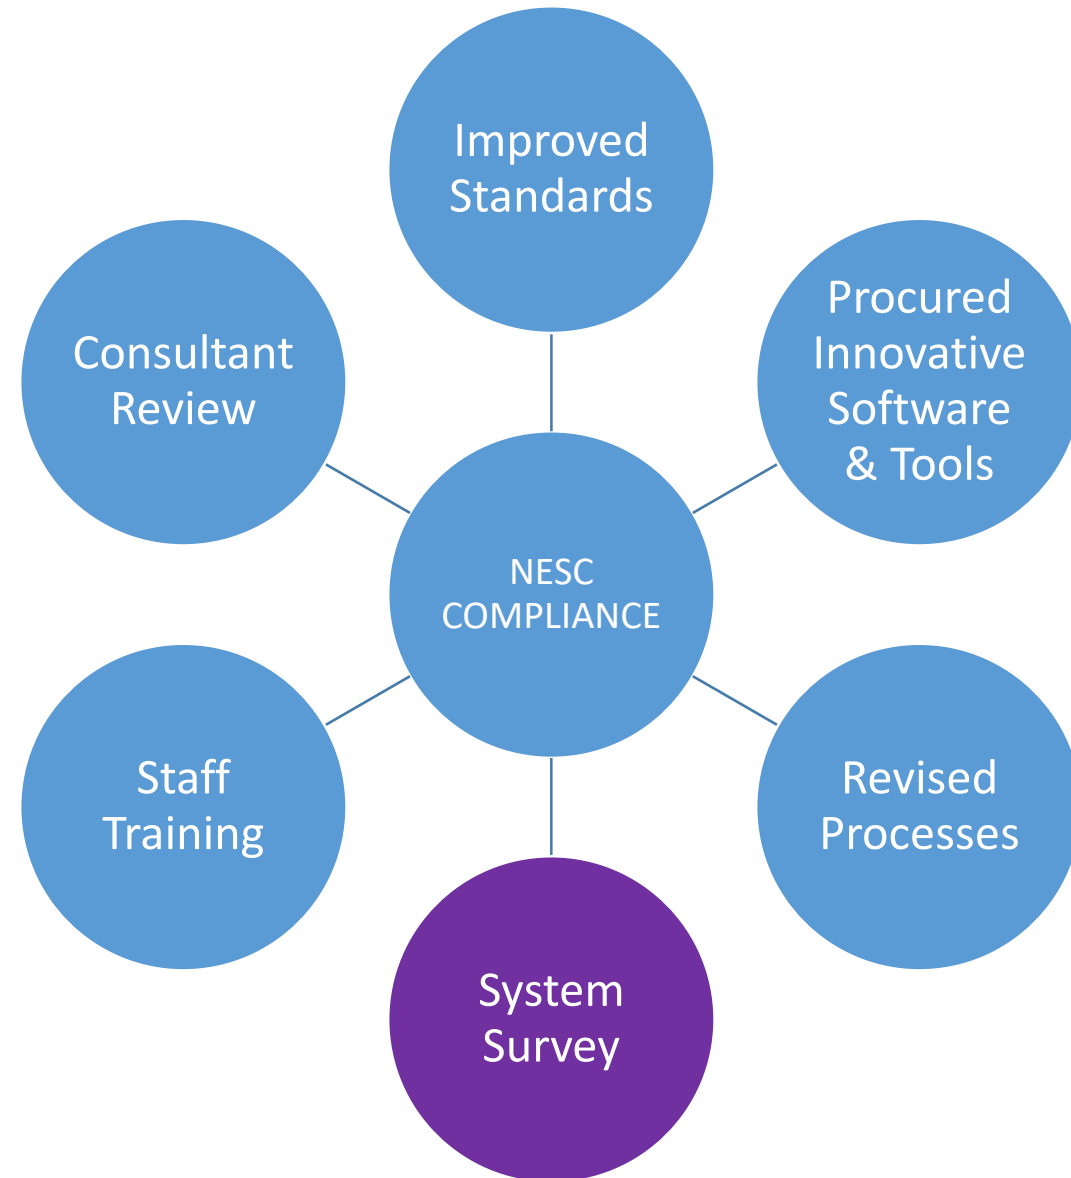 Improved
Standards
Procured
Innovative
Software
& Tools
Consultant
Review
NESC
COMPLIANCE
Staff
Training
Revised
Processes
System
Survey